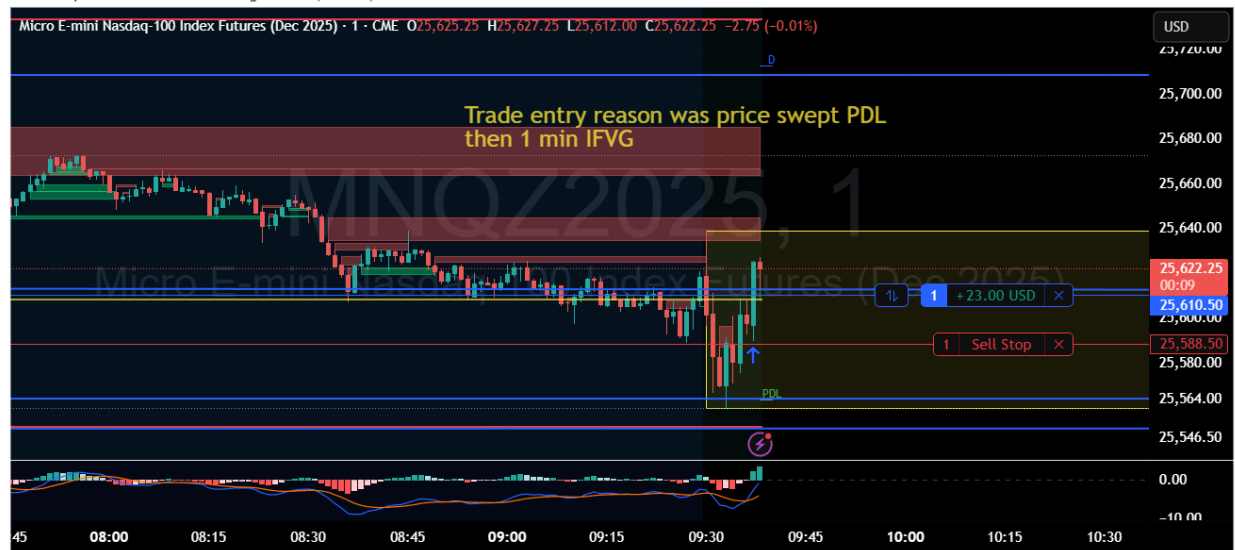 Micro E-mini Nasdaq-100 Index Futures (Dec 2025) · 1 · CME O25,625.25 H25,627.25 L25,612.00 C25,622.25 −2.75 (−0.01%)
USD
25,720.00
D
25,700.00
Trade entry reason was price swept PDL
then 1 min IFVG
25,680.00
25,660.00
MNQZ2025, 1
25,640.00
Micro E-mini Nasdaq-100 Index Futures (Dec 2025)
25,622.25
00:09
1 +23.00 USD ×
25,610.50
25,600.00
1 Sell Stop ×
25,588.50
25,580.00
PDL
25,564.00
25,546.50
0.00
−10.00
:45 08:00 08:15 08:30 08:45 09:00 09:15 09:30 09:45 10:00 10:15 10:30